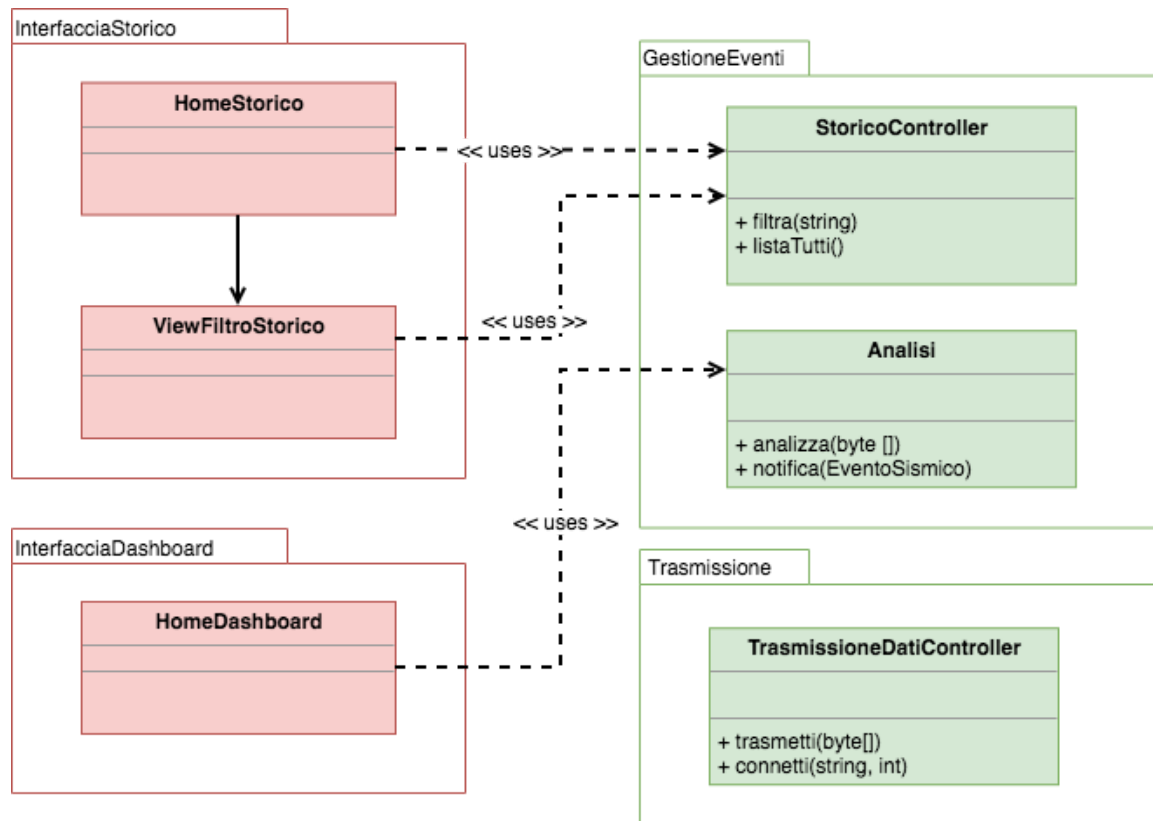 InterfacciaStorico
HomeStorico
<< uses >>
ViewFiltroStorico
<< uses >>
GestioneEventi
StoricoController
+ filtra(string)
+ listaTutti()
Analisi
+ analizza(byte [])
+ notifica(EventoSismico)
<< uses >>
InterfacciaDashboard
HomeDashboard
Trasmissione
TrasmissioneDatiController
+ trasmetti(byte[])
+ connetti(string, int)